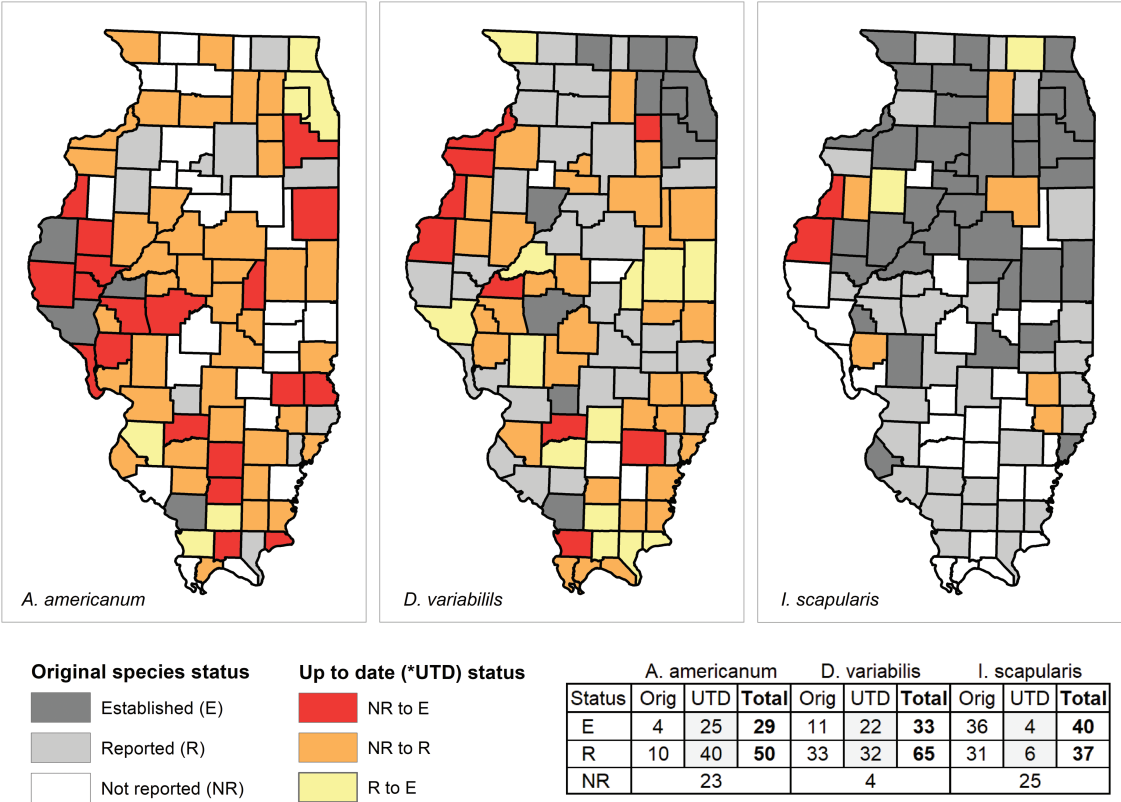 A. americanum
D. variabilils
I. scapularis
Original species status
Established (E)
Reported (R)
Not reported (NR)
Up to date (*UTD) status
NR to E
NR to R
R to E
A. americanum D. variabilis I. scapularis
Status Orig UTD Total Orig UTD Total Orig UTD Total
E 4 25 29 11 22 33 36 4 40
R 10 40 50 33 32 65 31 6 37
NR 23 4 25